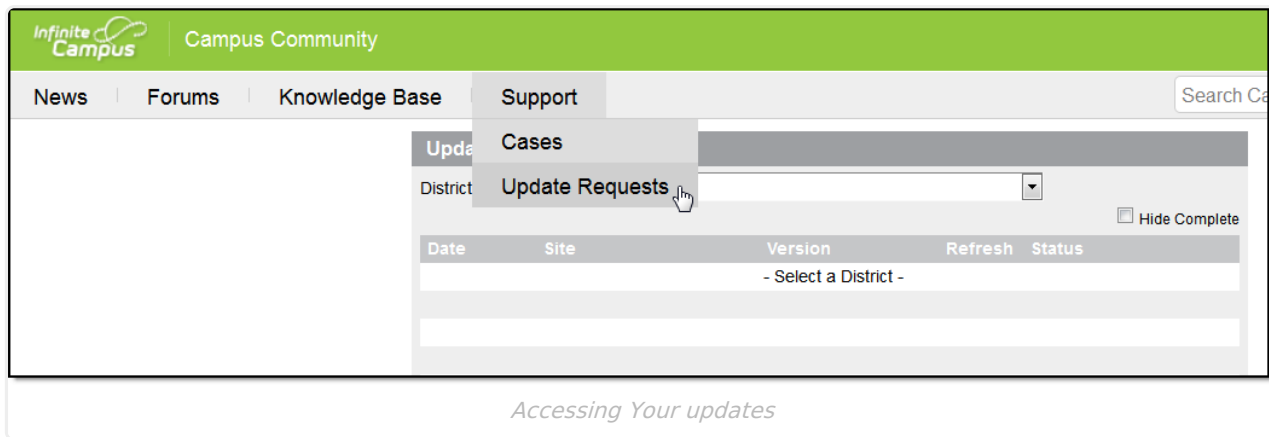 Infinite Campus Campus Community
News Forums Knowledge Base Support Search Ca
Cases
Upda
Update Requests
District
Hide Complete
Date Site Version Refresh Status
- Select a District -
Accessing Your updates